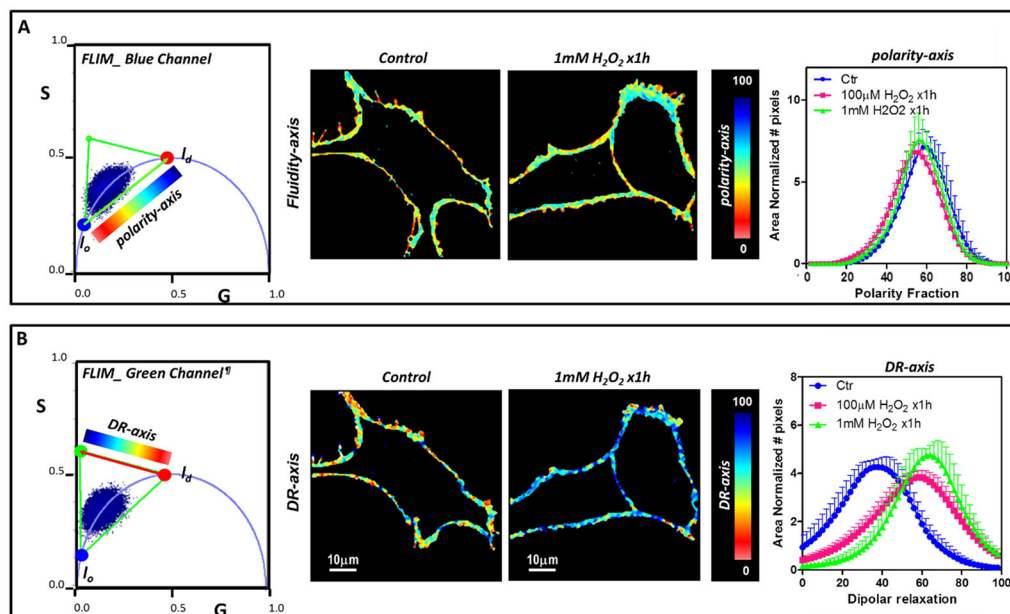 A
FLIM_ Blue Channel
1.0
S
0.5
0.0
l_d
l_o
polarity-axis
0.0
0.5
1.0
G
Control
1mM H₂O₂ x1h
Fluidity-axis
100
polarity-axis
0
polarity-axis
Ctr
100μM H₂O₂ x1h
1mM H2O2 x1h
Area Normalized # pixels
10
5
0
0
20
40
60
80
100
Polarity Fraction
B
FLIM_ Green Channel¶
1.0
S
0.5
0.0
DR-axis
l_d
l_o
0.0
0.5
1.0
G
Control
1mM H₂O₂ x1h
DR-axis
10μm
10μm
100
DR-axis
0
DR-axis
Ctr
100μM H₂O₂ x1h
1mM H₂O₂ x1h
Area Normalized # pixels
8
6
4
2
0
0
20
40
60
80
100
Dipolar relaxation